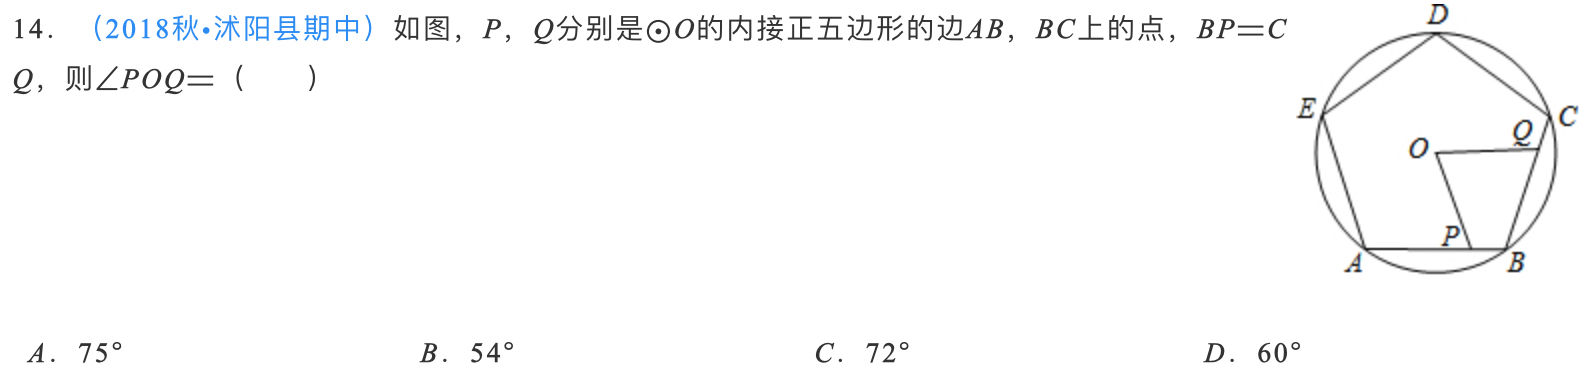 14. （2018秋•沭阳县期中）如图，P，Q分别是⊙O的内接正五边形的边AB，BC上的点，BP＝C
Q，则∠POQ＝（　　）
D
E
C
Q
O
P
A
B
A. 75°
B. 54°
C. 72°
D. 60°